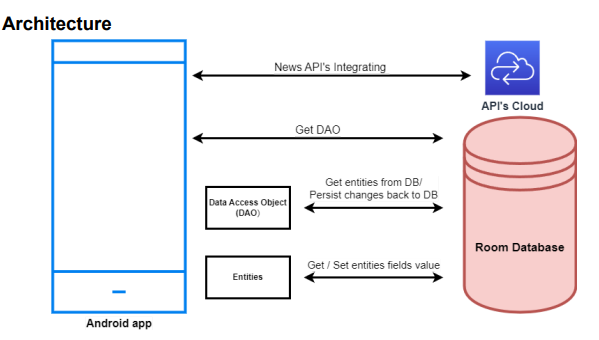 Architecture
News API's Integrating
API's Cloud
Get DAO
Get entities from DB/
Persist changes back to DB
Data Access Object
(DAO)
Room Database
Get / Set entities fields value
Entities
Android app